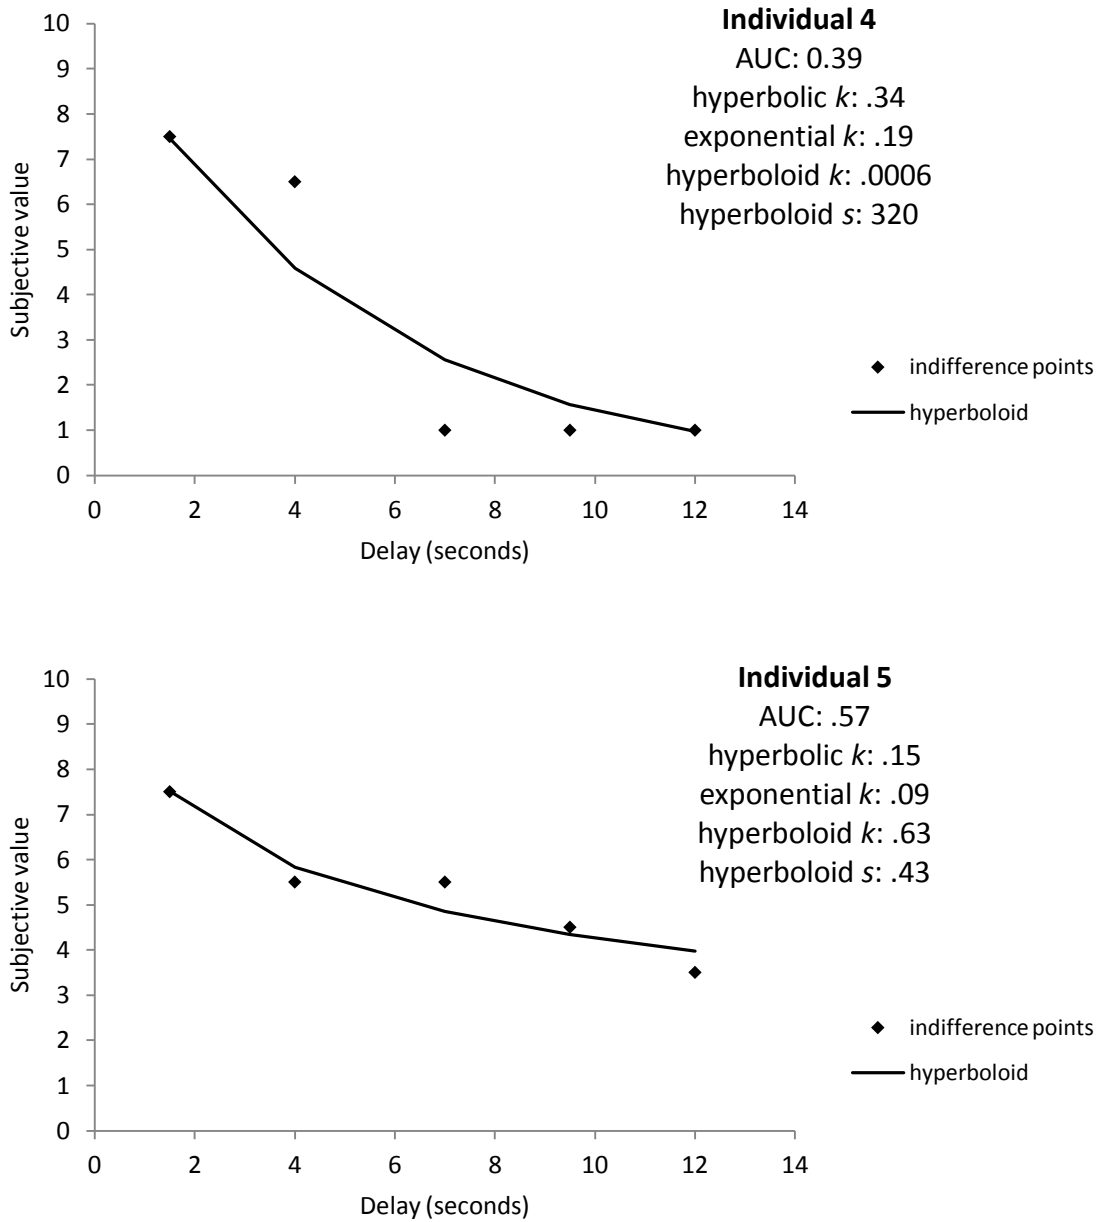 Individual 4
AUC: 0.39
hyperbolic k: .34
exponential k: .19
hyperboloid k: .0006
hyperboloid s: 320
10
9
8
7
6
5
4
3
2
1
0
Subjective value
0 2 4 6 8 10 12 14
Delay (seconds)
indifference points
hyperboloid
Individual 5
AUC: .57
hyperbolic k: .15
exponential k: .09
hyperboloid k: .63
hyperboloid s: .43
10
9
8
7
6
5
4
3
2
1
0
Subjective value
0 2 4 6 8 10 12 14
Delay (seconds)
indifference points
hyperboloid